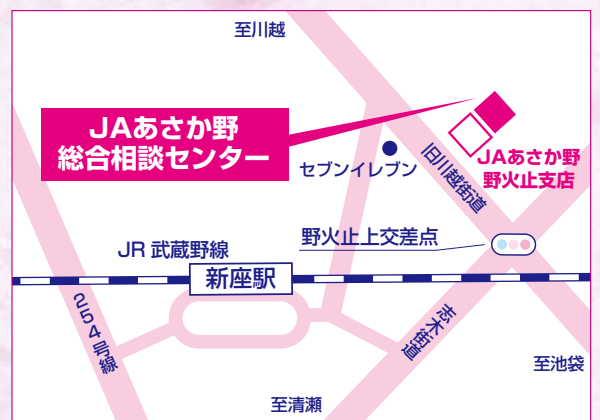 至川越
JAあさか野
総合相談センター
セブンイレブン
旧川越街道
JAあさか野
野火止支店
野火止上交差点
JR 武蔵野線
新座駅
254号線
志木街道
至池袋
至清瀬